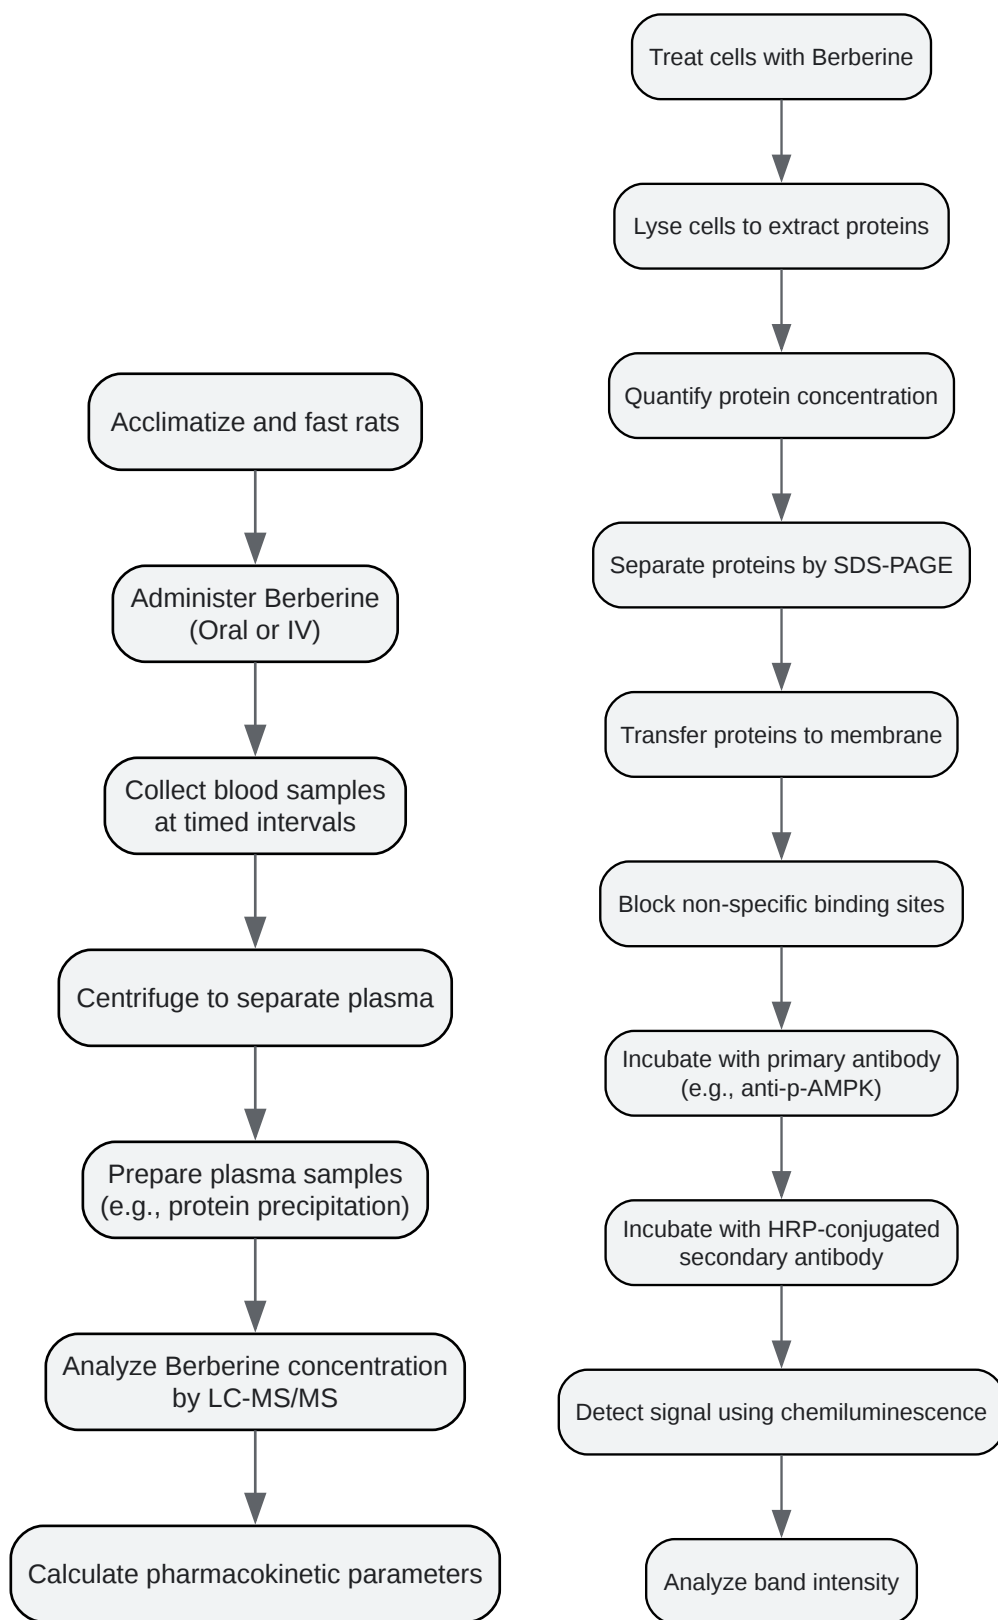 Acclimatize and fast rats
Administer Berberine
(Oral or IV)
Collect blood samples
at timed intervals
Centrifuge to separate plasma
Prepare plasma samples
(e.g., protein precipitation)
Analyze Berberine concentration
by LC-MS/MS
Calculate pharmacokinetic parameters
Treat cells with Berberine
Lyse cells to extract proteins
Quantify protein concentration
Separate proteins by SDS-PAGE
Transfer proteins to membrane
Block non-specific binding sites
Incubate with primary antibody
(e.g., anti-p-AMPK)
Incubate with HRP-conjugated
secondary antibody
Detect signal using chemiluminescence
Analyze band intensity